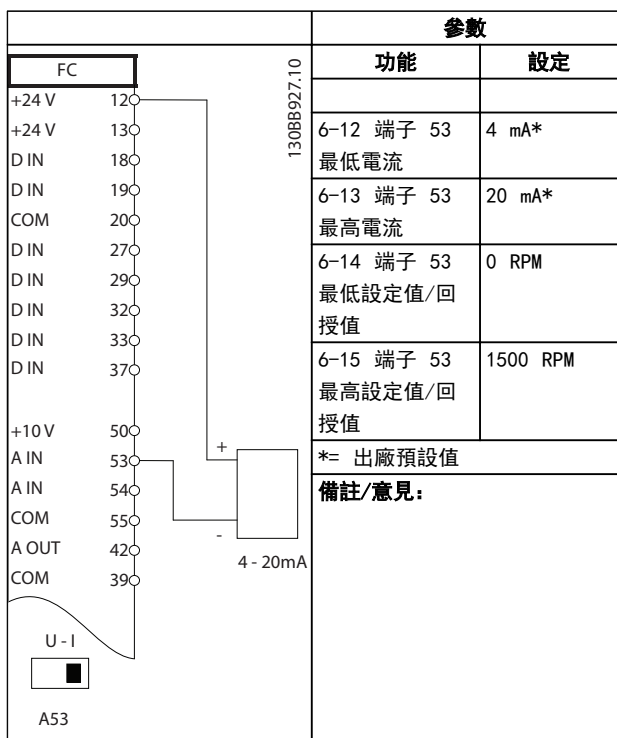 參數
功能 設定
6-12 端子 53 4 mA*
最低電流
6-13 端子 53 20 mA*
最高電流
6-14 端子 53 0 RPM
最低設定值/回
授值
6-15 端子 53 1500 RPM
最高設定值/回
授值
*= 出廠預設值
備註/意見：
FC
+24 V 12
+24 V 13
D IN 18
D IN 19
COM 20
D IN 27
D IN 29
D IN 32
D IN 33
D IN 37
+10 V 50
A IN 53
A IN 54
COM 55
A OUT 42
COM 39
+
-
4 - 20mA
U - I
A53
130BB927.10